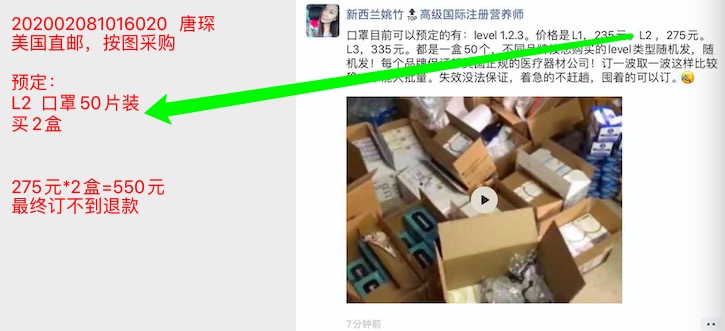 202002081016020 唐琛
美国直邮，按图采购
预定：
L2 口罩50片装
买2盒
275元*2盒=550元
最终订不到退款
新西兰姚竹 高级国际注册营养师
口罩目前可以预定的有：level 1.2.3。价格是L1，235元，L2，275元。
L3，335元。都是一盒50个，不同品牌按您购买的level类型随机发，随
机发！每个品牌保证 美国正规的医疗器材公司！订一波取一波这样比较
大批量。失效没法保证，着急的不赶趟，囤着的可以订。
7分钟前